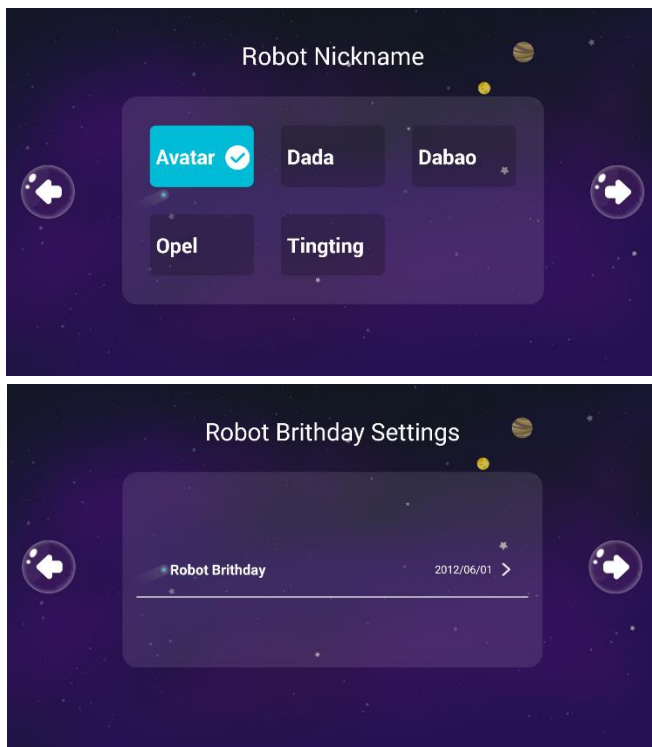 Robot Nickname
Avatar Dada Dabao
Opel Tingting
Robot Brithday Settings
Robot Brithday 2012/06/01